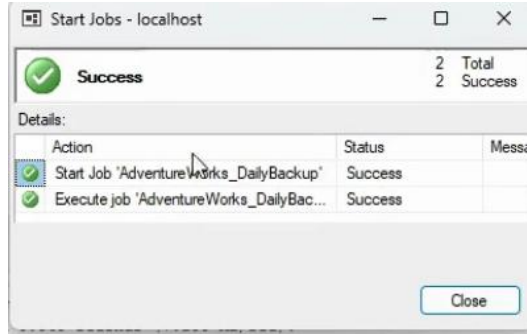 Start Jobs - localhost
Success
2 Total
2 Success
Details:
Action Status Messa
Start Job 'AdventureWorks_DailyBackup' Success
Execute job 'AdventureWorks_DailyBac... Success
Close